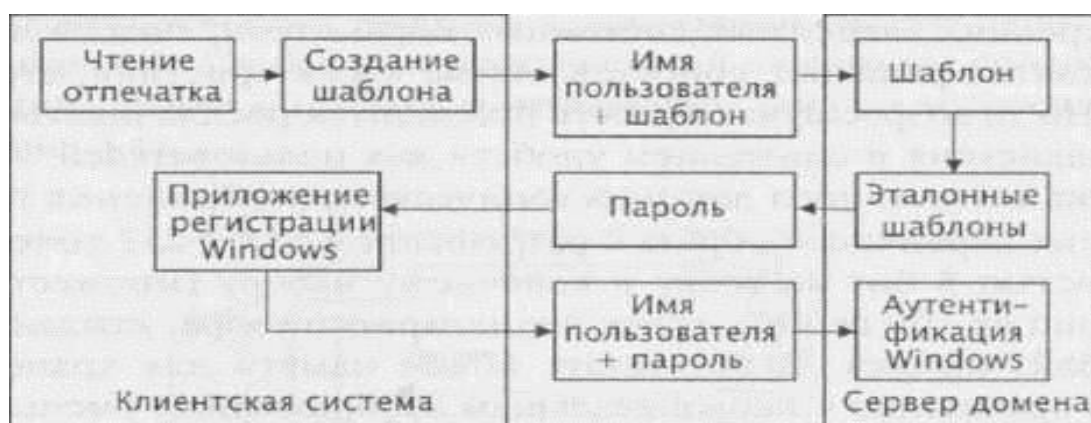 Чтение
отпечатка
Создание
шаблона
Имя
пользователя
+ шаблон
Шаблон
Приложение
регистрации
Windows
Пароль
Эталонные
шаблоны
Имя
пользователя
+ пароль
Аутенти-
фикация
Windows
Клиентская система
Сервер домена